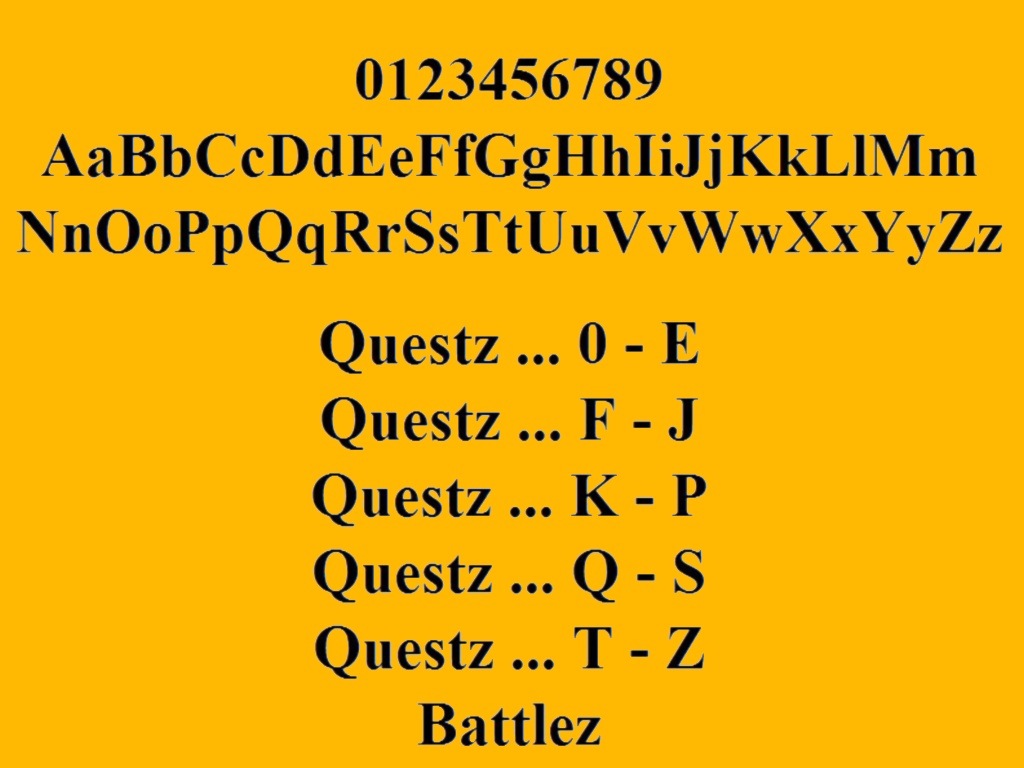 0123456789
AaBbCcDdEeFfGgHhIiJjKkLlMm
NnOoPpQqRrSsTtUuVvWwXxYyZz
Questz ... 0 - E
Questz ... F - J
Questz ... K - P
Questz ... Q - S
Questz ... T - Z
Battlez